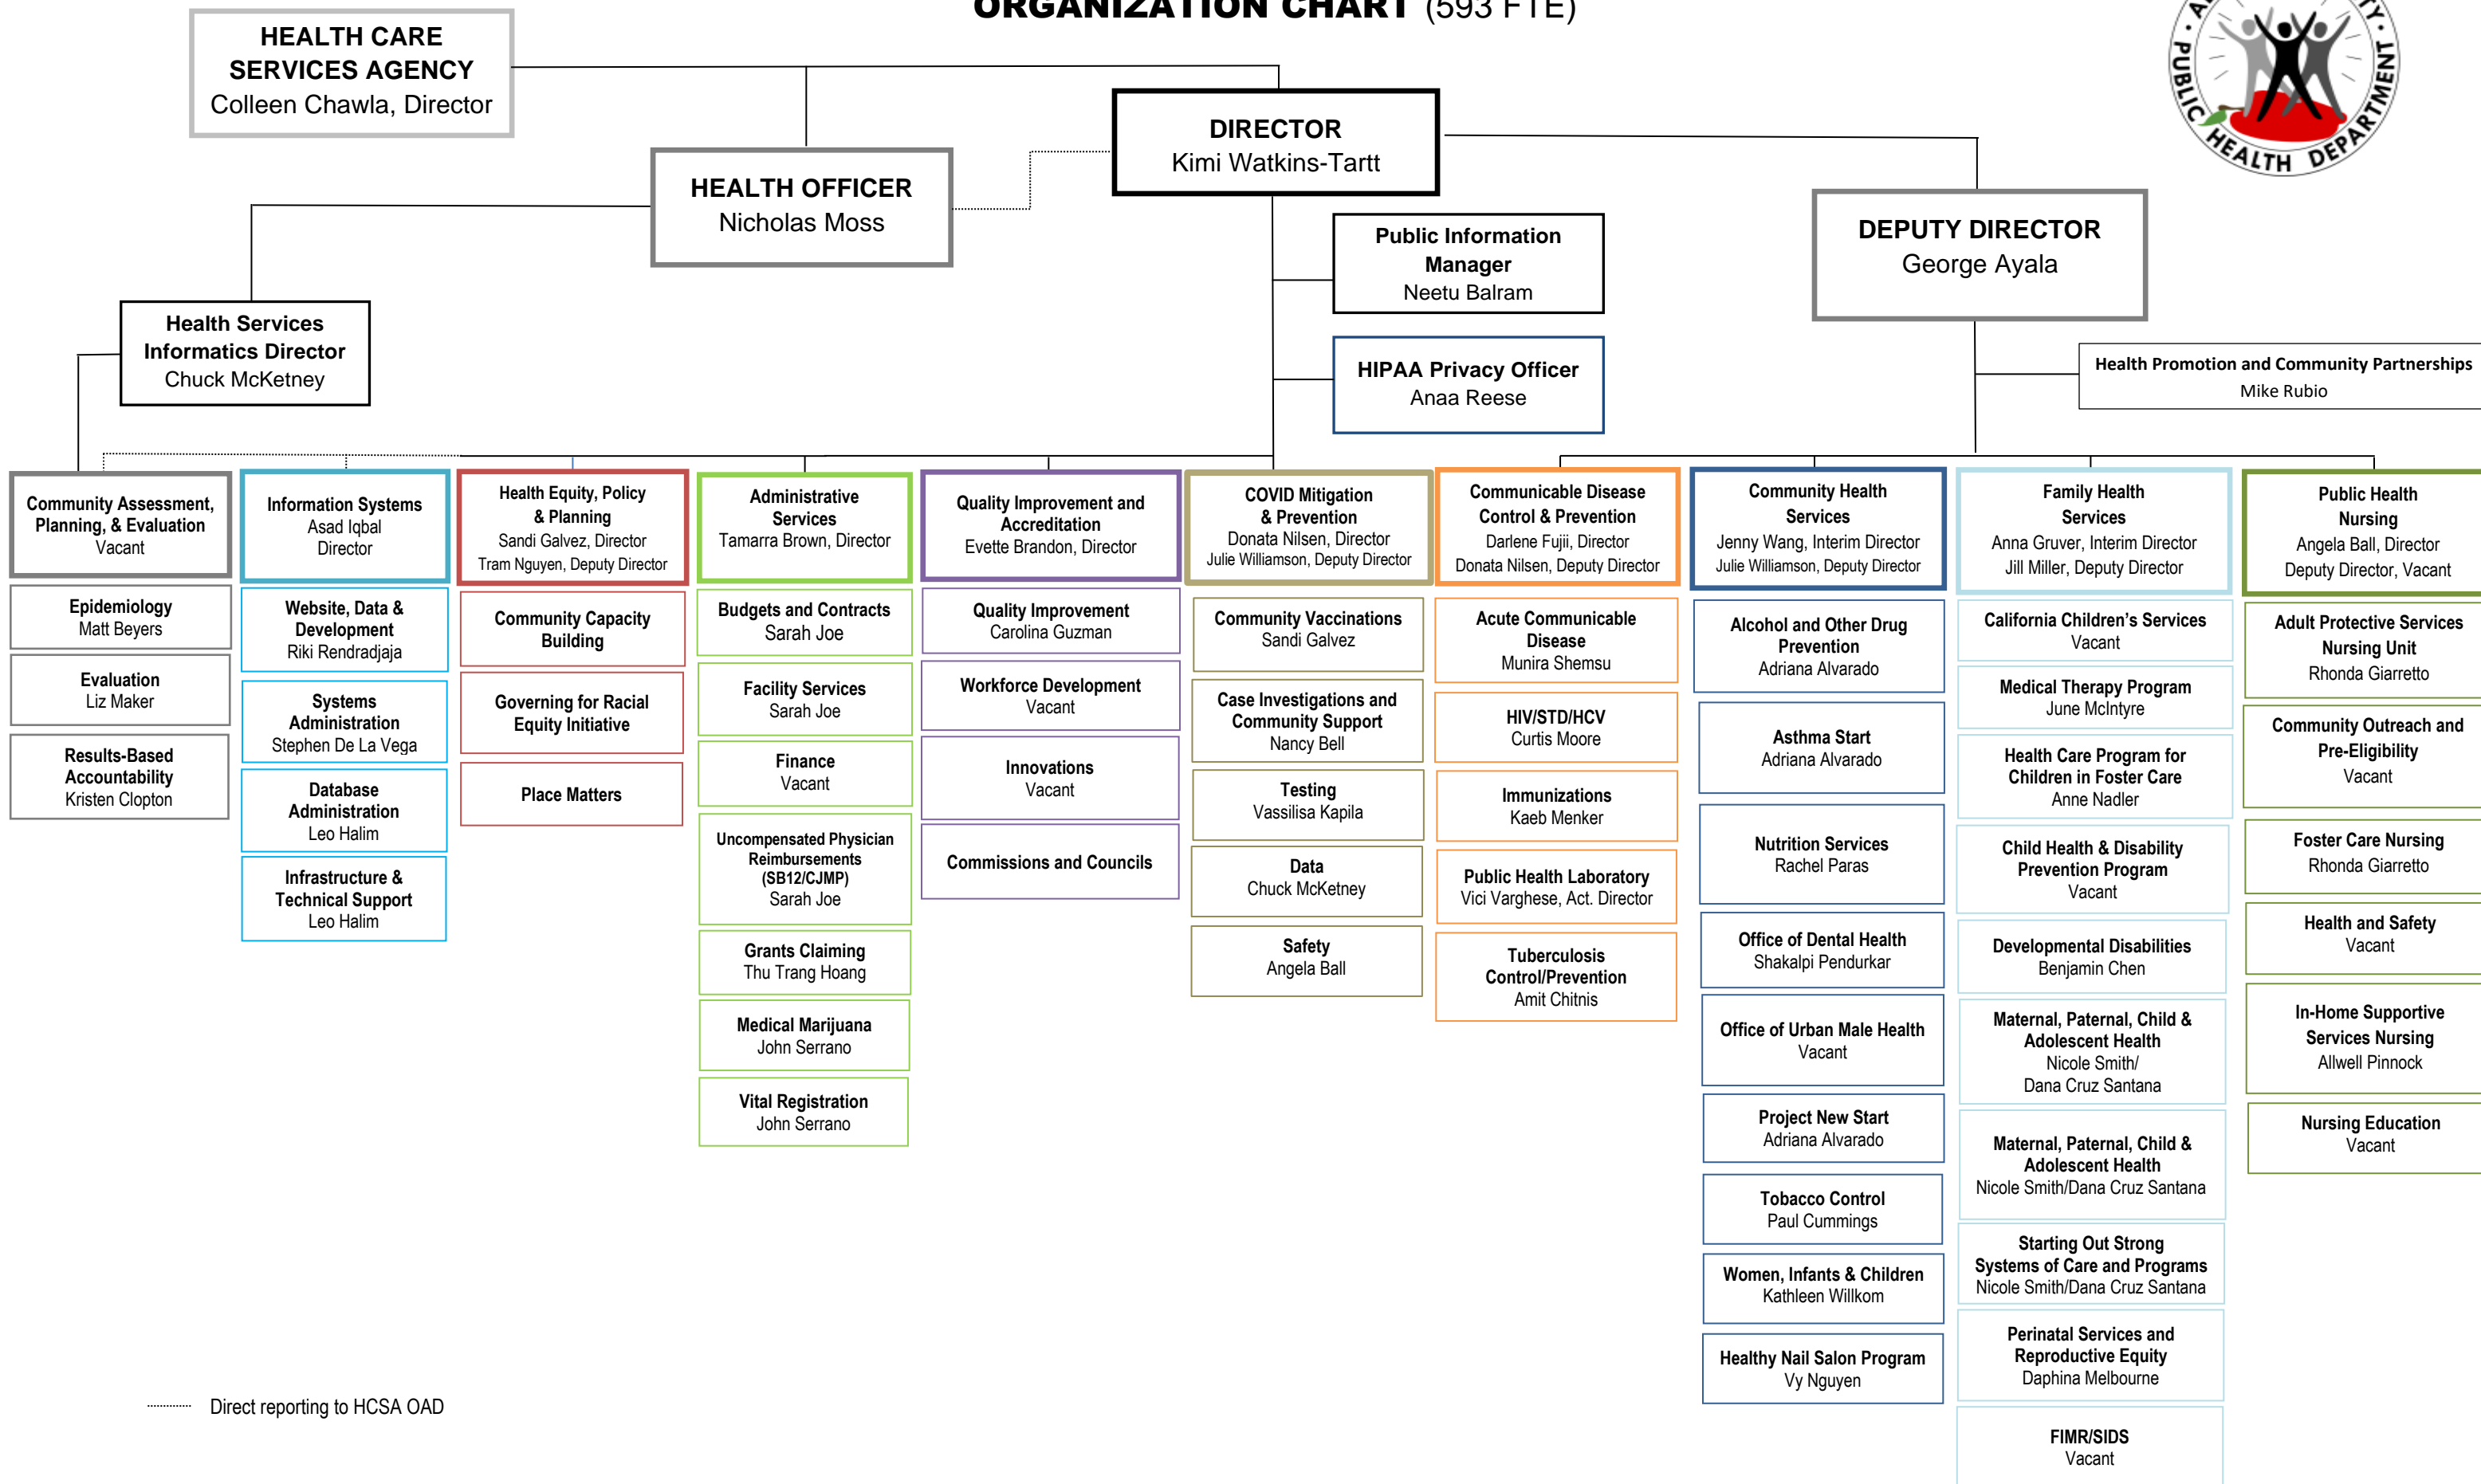 ORGANIZATION CHART (593 FTE)
PUBLIC HEALTH DEPARTMENT
HEALTH CARE
SERVICES AGENCY
Colleen Chawla, Director
DIRECTOR
Kimi Watkins-Tartt
HEALTH OFFICER
Nicholas Moss
DEPUTY DIRECTOR
George Ayala
Public Information
Manager
Neetu Balram
HIPAA Privacy Officer
Anaa Reese
Health Services
Informatics Director
Chuck McKetney
Health Promotion and Community Partnerships
Mike Rubio
Community Assessment,
Planning, & Evaluation
Vacant
Epidemiology
Matt Beyers
Evaluation
Liz Maker
Results-Based
Accountability
Kristen Clopton
Information Systems
Asad Iqbal
Director
Website, Data &
Development
Riki Rendradjaja
Systems
Administration
Stephen De La Vega
Database
Administration
Leo Halim
Infrastructure &
Technical Support
Leo Halim
Health Equity, Policy
& Planning
Sandi Galvez, Director
Tram Nguyen, Deputy Director
Community Capacity
Building
Governing for Racial
Equity Initiative
Place Matters
Administrative
Services
Tamarra Brown, Director
Budgets and Contracts
Sarah Joe
Facility Services
Sarah Joe
Finance
Vacant
Uncompensated Physician
Reimbursements
(SB12/CJMP)
Sarah Joe
Grants Claiming
Thu Trang Hoang
Medical Marijuana
John Serrano
Vital Registration
John Serrano
Quality Improvement and
Accreditation
Evette Brandon, Director
Quality Improvement
Carolina Guzman
Workforce Development
Vacant
Innovations
Vacant
Commissions and Councils
COVID Mitigation
& Prevention
Donata Nilsen, Director
Julie Williamson, Deputy Director
Community Vaccinations
Sandi Galvez
Case Investigations and
Community Support
Nancy Bell
Testing
Vassilisa Kapila
Data
Chuck McKetney
Safety
Angela Ball
Communicable Disease
Control & Prevention
Darlene Fujii, Director
Donata Nilsen, Deputy Director
Acute Communicable
Disease
Munira Shemsu
HIV/STD/HCV
Curtis Moore
Immunizations
Kaeb Menker
Public Health Laboratory
Vici Varghese, Act. Director
Tuberculosis
Control/Prevention
Amit Chitnis
Community Health
Services
Jenny Wang, Interim Director
Julie Williamson, Deputy Director
Alcohol and Other Drug
Prevention
Adriana Alvarado
Asthma Start
Adriana Alvarado
Nutrition Services
Rachel Paras
Office of Dental Health
Shakalpi Pendurkar
Office of Urban Male Health
Vacant
Project New Start
Adriana Alvarado
Tobacco Control
Paul Cummings
Women, Infants & Children
Kathleen Willkom
Healthy Nail Salon Program
Vy Nguyen
Family Health
Services
Anna Gruver, Interim Director
Jill Miller, Deputy Director
California Children's Services
Vacant
Medical Therapy Program
June McIntyre
Health Care Program for
Children in Foster Care
Anne Nadler
Child Health & Disability
Prevention Program
Vacant
Developmental Disabilities
Benjamin Chen
Maternal, Paternal, Child &
Adolescent Health
Nicole Smith/
Dana Cruz Santana
Maternal, Paternal, Child &
Adolescent Health
Nicole Smith/Dana Cruz Santana
Starting Out Strong
Systems of Care and Programs
Nicole Smith/Dana Cruz Santana
Perinatal Services and
Reproductive Equity
Daphina Melbourne
FIMR/SIDS
Vacant
Public Health
Nursing
Angela Ball, Director
Deputy Director, Vacant
Adult Protective Services
Nursing Unit
Rhonda Giarretto
Community Outreach and
Pre-Eligibility
Vacant
Foster Care Nursing
Rhonda Giarretto
Health and Safety
Vacant
In-Home Supportive
Services Nursing
Allwell Pinnock
Nursing Education
Vacant
Direct reporting to HCSA OAD